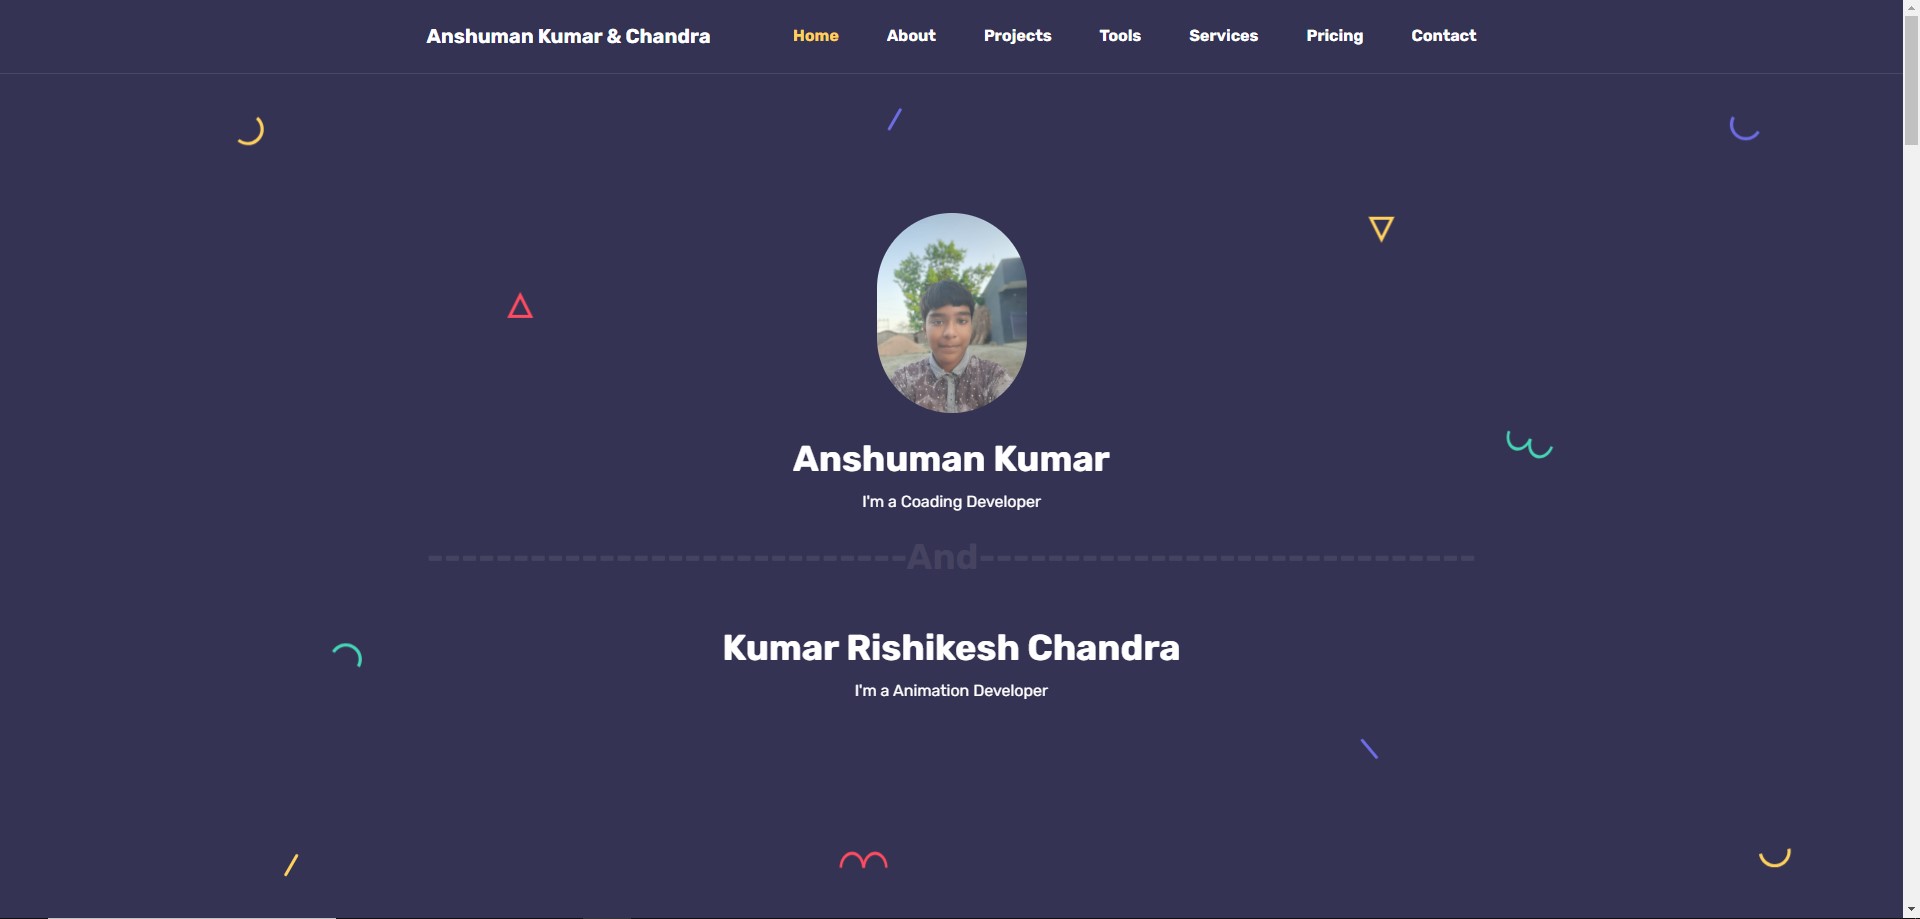 Anshuman Kumar & Chandra Home About Projects Tools Services Pricing Contact
Anshuman Kumar
I'm a Coading Developer
----------------------------And-----------------------------
Kumar Rishikesh Chandra
I'm a Animation Developer